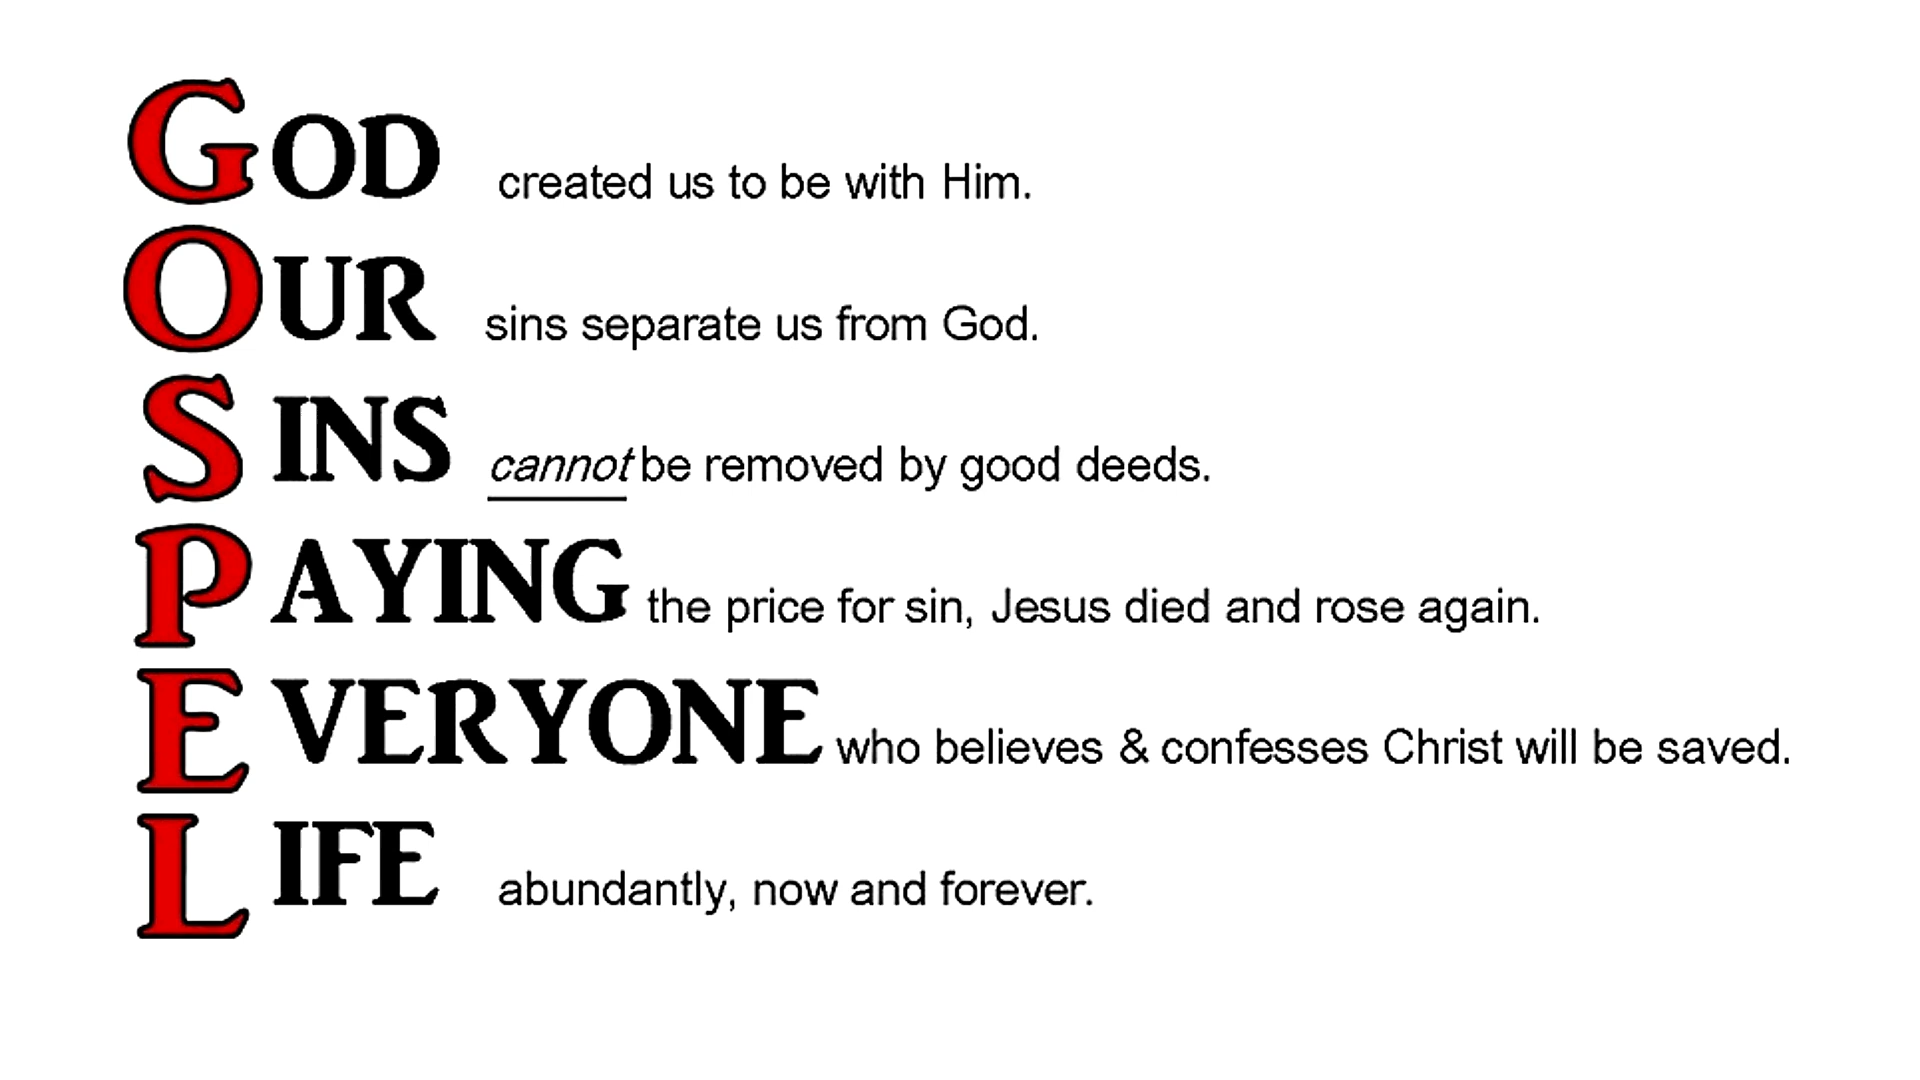 GOD created us to be with Him.
OUR sins separate us from God.
SINS cannot be removed by good deeds.
PAYING the price for sin, Jesus died and rose again.
EVERYONE who believes & confesses Christ will be saved.
LIFE abundantly, now and forever.